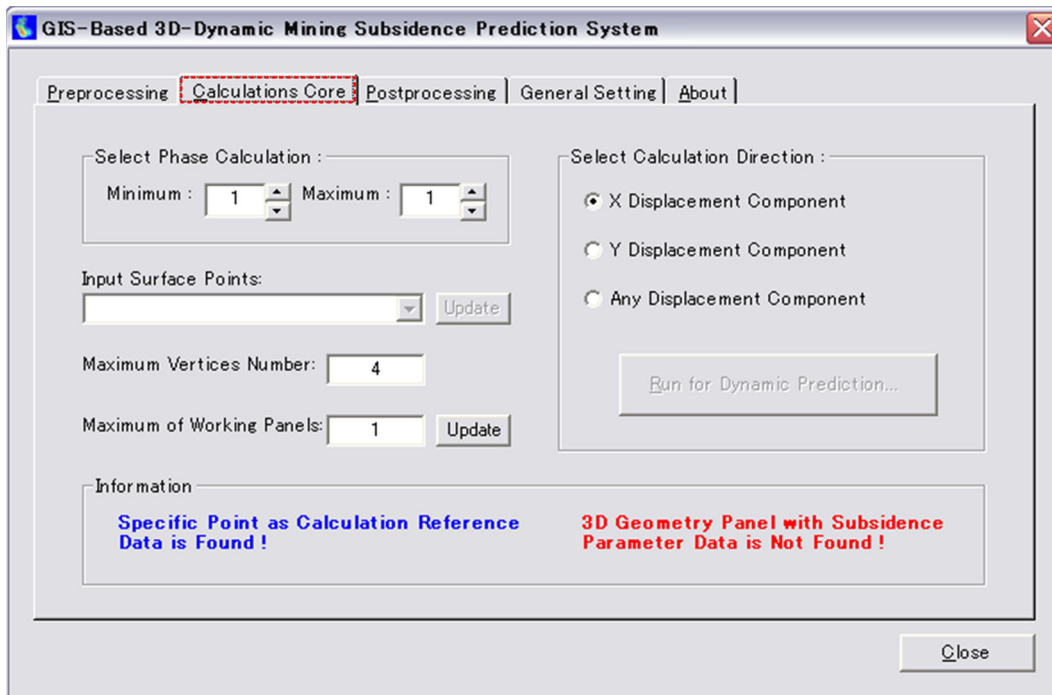 GIS-Based 3D-Dynamic Mining Subsidence Prediction System
Preprocessing Calculations Core Postprocessing General Setting About
Select Phase Calculation :
Minimum : 1 Maximum : 1
Input Surface Points:
Update
Maximum Vertices Number: 4
Maximum of Working Panels: 1 Update
Select Calculation Direction :
X Displacement Component
Y Displacement Component
Any Displacement Component
Run for Dynamic Prediction...
Information
Specific Point as Calculation Reference
Data is Found !
3D Geometry Panel with Subsidence
Parameter Data is Not Found !
Close